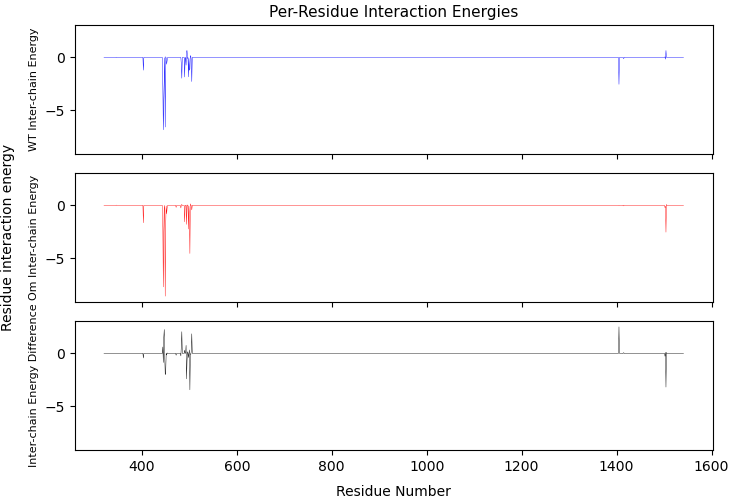 Per-Residue Interaction Energies
Residue interaction energy
WT Inter-chain Energy
0
−5
Om Inter-chain Energy
0
−5
Inter-chain Energy Difference
0
−5
400 600 800 1000 1200 1400 1600
Residue Number